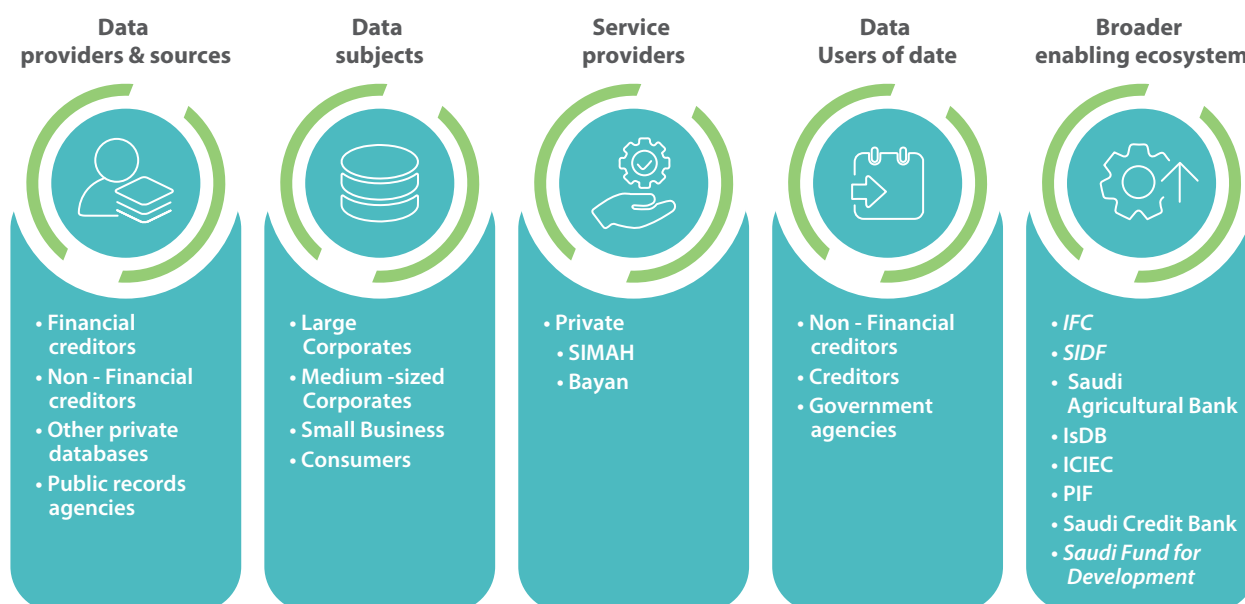 Data
providers & sources
• Financial
creditors
• Non - Financial
creditors
• Other private
databases
• Public records
agencies
Data
subjects
• Large
Corporates
• Medium -sized
Corporates
• Small Business
• Consumers
Service
providers
• Private
• SIMAH
• Bayan
Data
Users of date
• Non - Financial
creditors
• Creditors
• Government
agencies
Broader
enabling ecosystem
• IFC
• SIDF
• Saudi
Agricultural Bank
• IsDB
• ICIEC
• PIF
• Saudi Credit Bank
• Saudi Fund for
Development